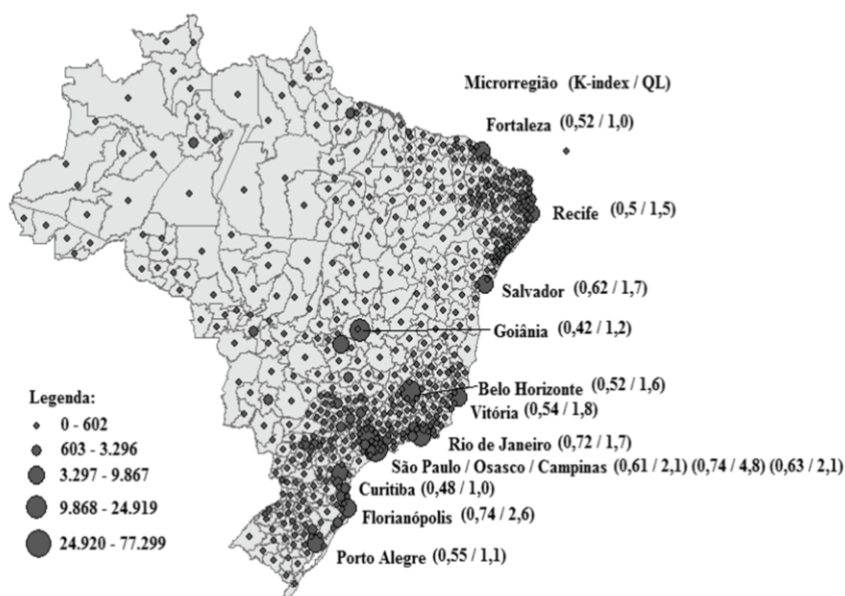 Microrregião (K-index / QL)
Fortaleza (0,52 / 1,0)
Recife (0,5 / 1,5)
Salvador (0,62 / 1,7)
Goiânia (0,42 / 1,2)
Belo Horizonte (0,52 / 1,6)
Vitória (0,54 / 1,8)
Rio de Janeiro (0,72 / 1,7)
São Paulo / Osasco / Campinas (0,61 / 2,1) (0,74 / 4,8) (0,63 / 2,1)
Curitiba (0,48 / 1,0)
Florianópolis (0,74 / 2,6)
Porto Alegre (0,55 / 1,1)
Legenda:
0 - 602
603 - 3.296
3.297 - 9.867
9.868 - 24.919
24.920 - 77.299